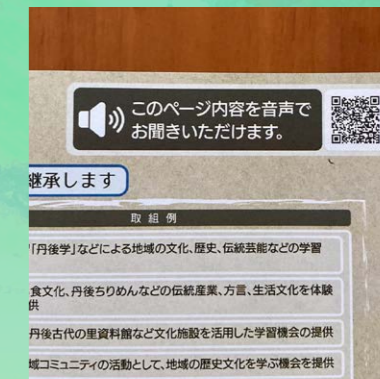 このページ内容を音声で
お聞きいただけます。
継承します
取組例
「丹後学」などによる地域の文化、歴史、伝統芸能などの学習
食文化、丹後ちりめんなどの伝統産業、方言、生活文化を体験
供
丹後古代の里資料館など文化施設を活用した学習機会の提供
域コミュニティの活動として、地域の歴史文化を学ぶ機会を提供